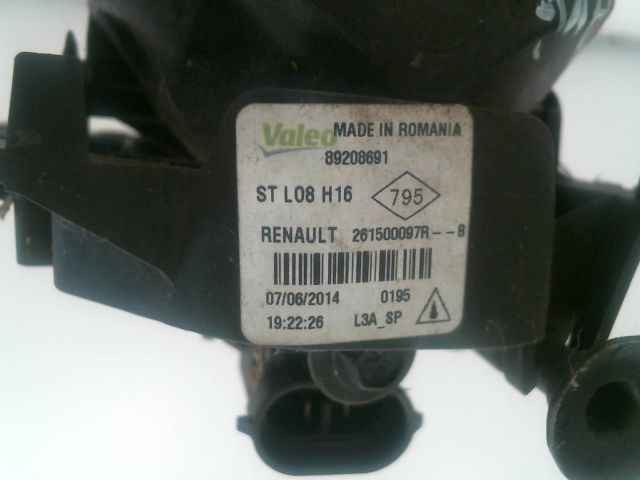 Valeo MADE IN ROMANIA
89208691
ST L08 H16 795
RENAULT 261500097R--B
07/06/2014 0195
19:22:26 L3A_SP